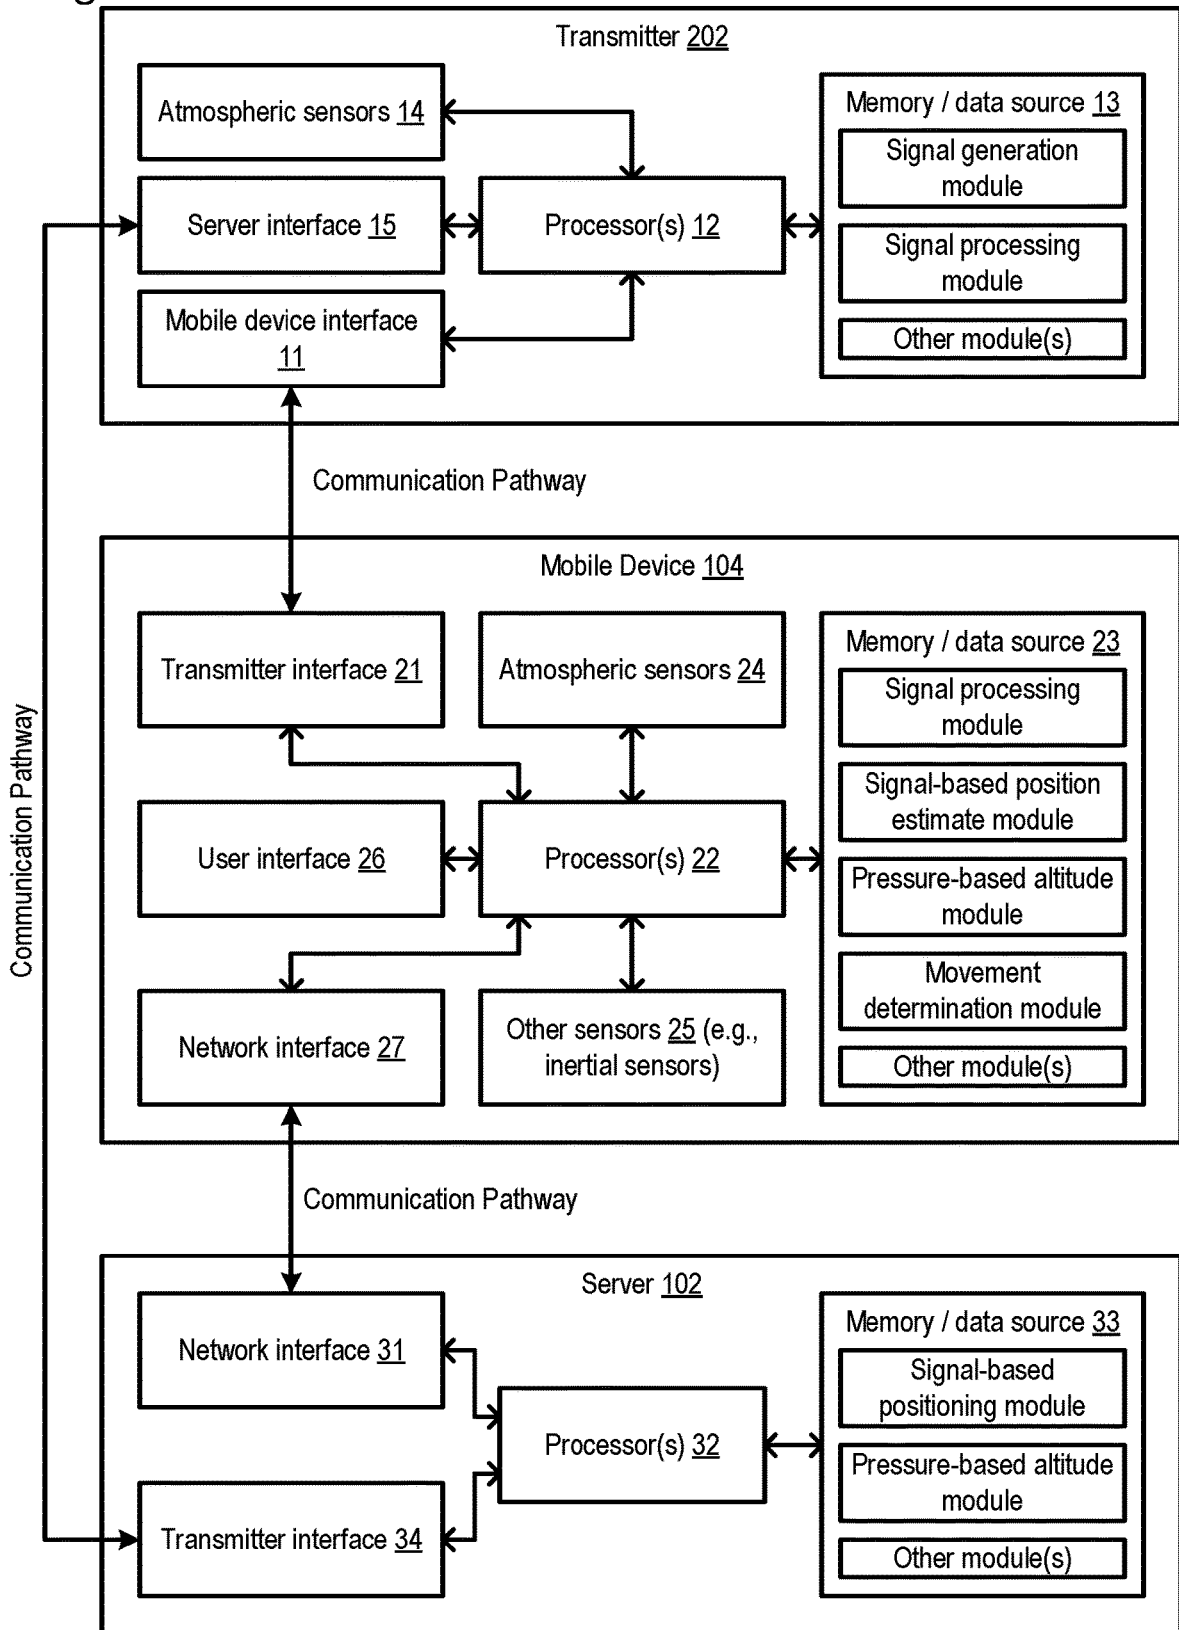 Transmitter 202
Atmospheric sensors 14
Server interface 15
Mobile device interface
11
Processor(s) 12
Memory / data source 13
Signal generation
module
Signal processing
module
Other module(s)
Communication Pathway
Communication Pathway
Mobile Device 104
Transmitter interface 21
Atmospheric sensors 24
User interface 26
Processor(s) 22
Network interface 27
Other sensors 25 (e.g.,
inertial sensors)
Memory / data source 23
Signal processing
module
Signal-based position
estimate module
Pressure-based altitude
module
Movement
determination module
Other module(s)
Communication Pathway
Server 102
Network interface 31
Transmitter interface 34
Processor(s) 32
Memory / data source 33
Signal-based
positioning module
Pressure-based altitude
module
Other module(s)